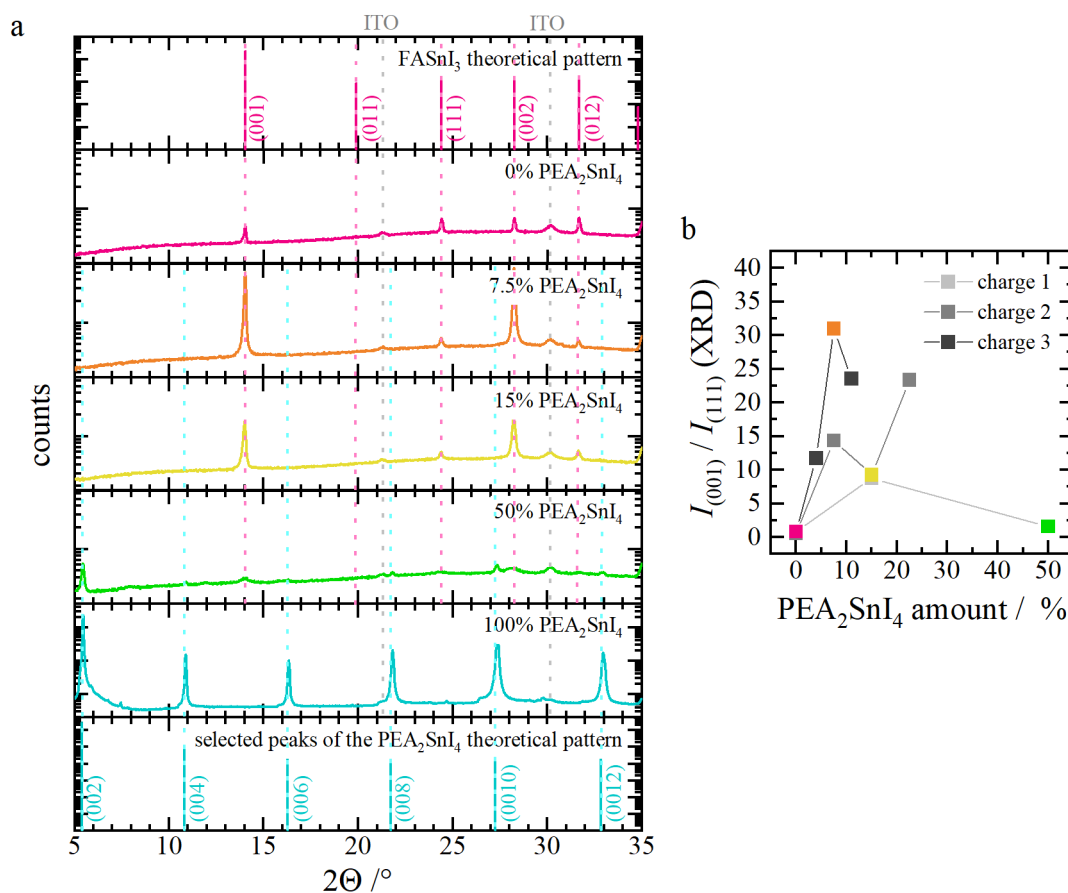 a
ITO ITO
FASnI₃ theoretical pattern
(001) (011) (111) (002) (012)
0% PEA₂SnI₄
7.5% PEA₂SnI₄
15% PEA₂SnI₄
50% PEA₂SnI₄
100% PEA₂SnI₄
selected peaks of the PEA₂SnI₄ theoretical pattern
(002) (004) (006) (008) (0010) (0012)
5 10 15 20 25 30 35
2Θ /°
counts
b
charge 1
charge 2
charge 3
40
35
30
25
20
15
10
5
0
0 10 20 30 40 50
PEA₂SnI₄ amount / %
I(001) / I(111) (XRD)